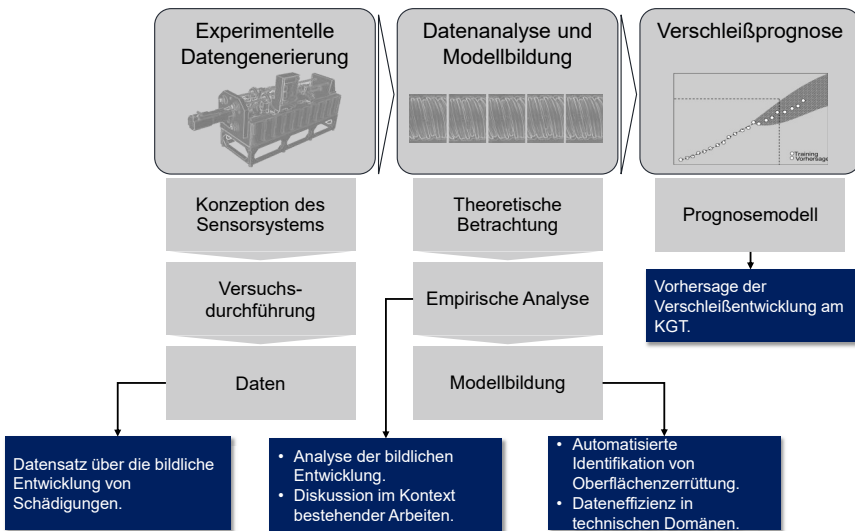 Experimentelle
Datengenerierung
Datenanalyse und
Modellbildung
Verschleißprognose
Training
Vorhersage
Konzeption des
Sensorsystems
Theoretische
Betrachtung
Prognosemodell
Versuchs-
durchführung
Empirische Analyse
Vorhersage der
Verschleißentwicklung am
KGT.
Daten
Modellbildung
Datensatz über die bildliche
Entwicklung von
Schädigungen.
• Analyse der bildlichen
Entwicklung.
• Diskussion im Kontext
bestehender Arbeiten.
• Automatisierte
Identifikation von
Oberflächenzerrüttung.
• Dateneffizienz in
technischen Domänen.